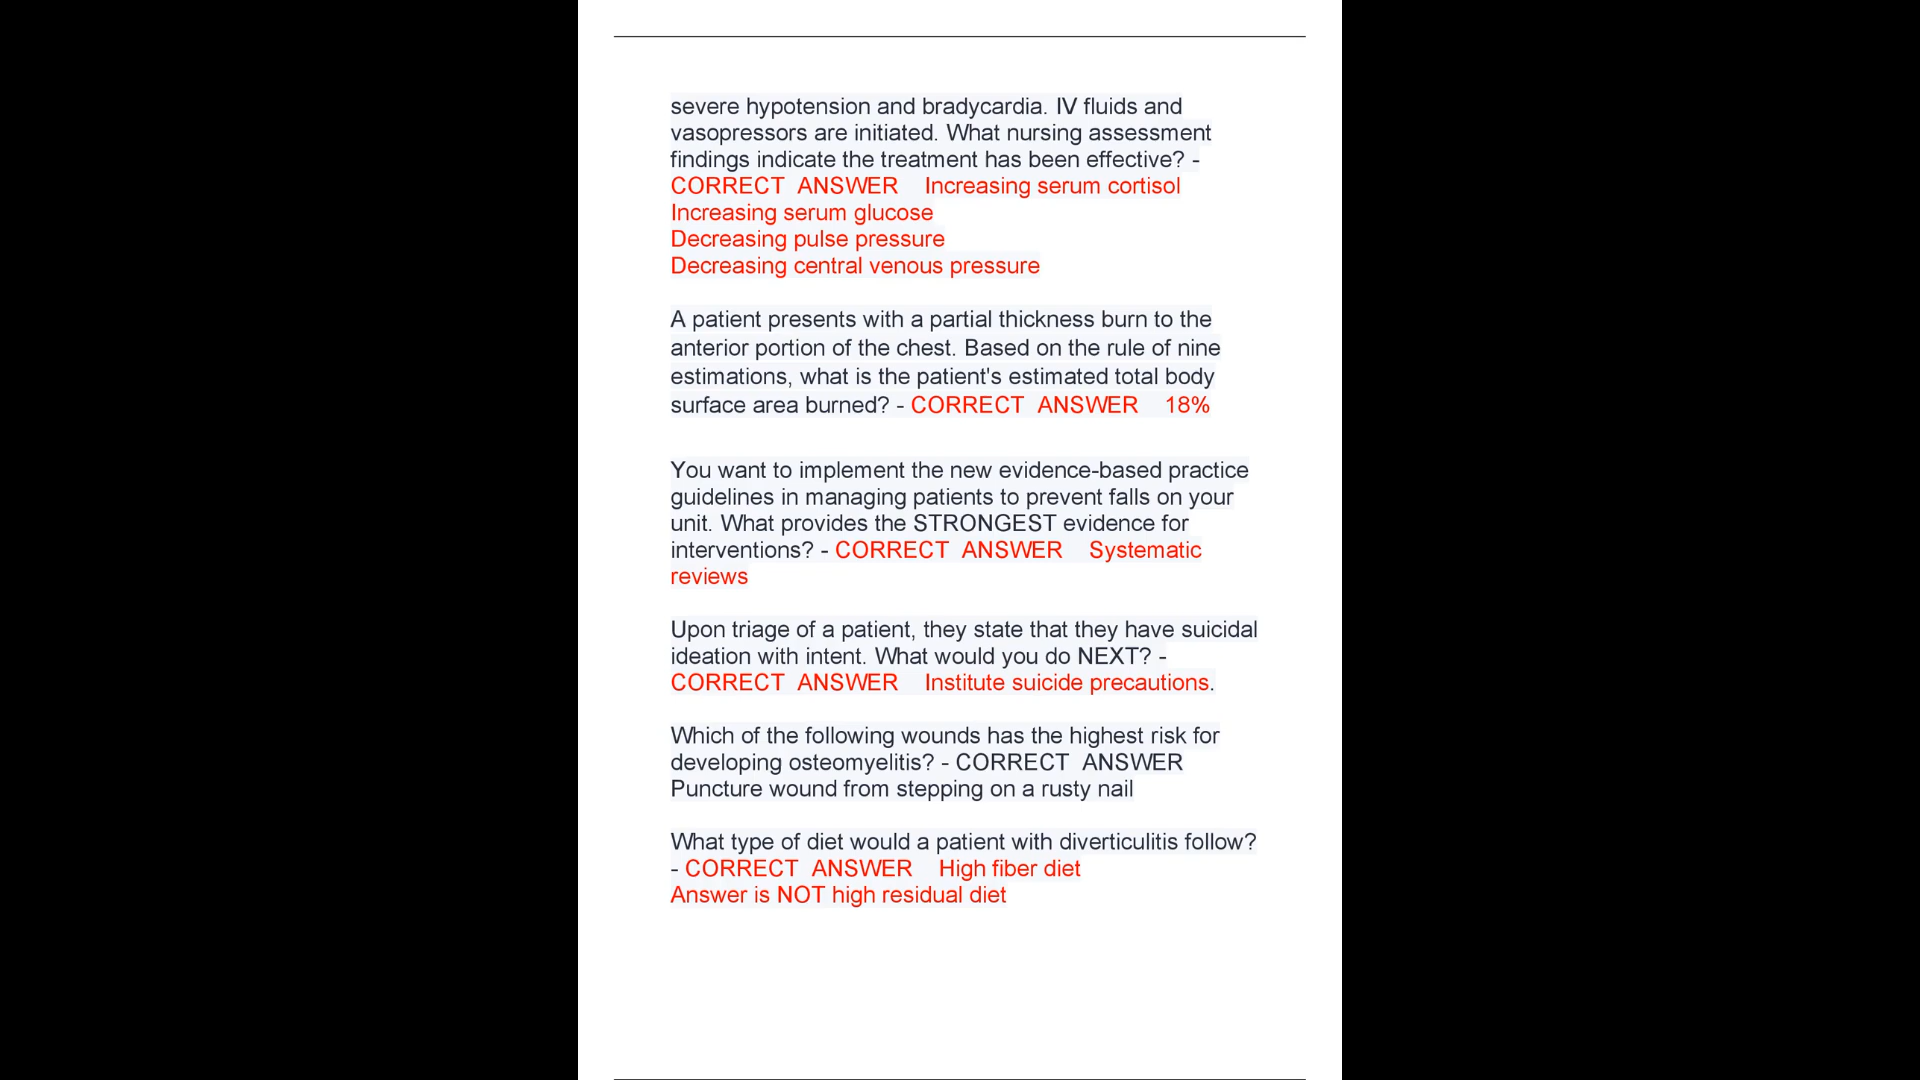 severe hypotension and bradycardia. IV fluids and
vasopressors are initiated. What nursing assessment
findings indicate the treatment has been effective? -
CORRECT ANSWER Increasing serum cortisol
Increasing serum glucose
Decreasing pulse pressure
Decreasing central venous pressure
A patient presents with a partial thickness burn to the
anterior portion of the chest. Based on the rule of nine
estimations, what is the patient's estimated total body
surface area burned? - CORRECT ANSWER 18%
You want to implement the new evidence-based practice
guidelines in managing patients to prevent falls on your
unit. What provides the STRONGEST evidence for
interventions? - CORRECT ANSWER Systematic
reviews
Upon triage of a patient, they state that they have suicidal
ideation with intent. What would you do NEXT? -
CORRECT ANSWER Institute suicide precautions.
Which of the following wounds has the highest risk for
developing osteomyelitis? - CORRECT ANSWER
Puncture wound from stepping on a rusty nail
What type of diet would a patient with diverticulitis follow?
- CORRECT ANSWER High fiber diet
Answer is NOT high residual diet